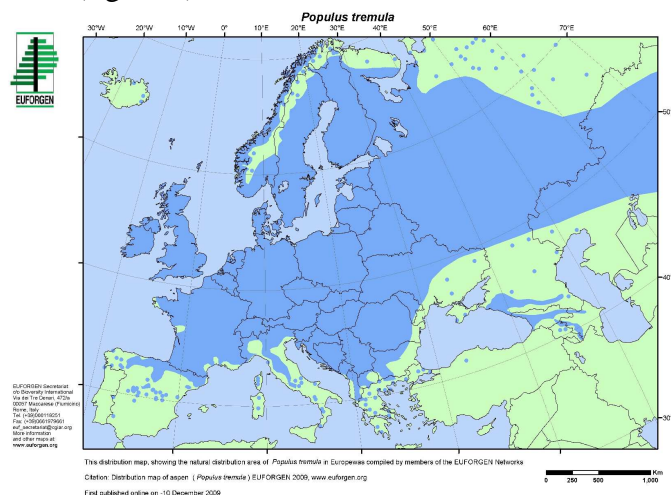 Populus tremula
30°W 20°W 10°W 0° 10°E 20°E 30°E 40°E 50°E 60°E 70°E
EUFORGEN
50°
40°
30°
EUFORGEN Secretariat
c/o Bioversity International
Via dei Tre Denari, 472/a
00057 Maccarese (Fiumicino)
Rome, Italy
Tel. (+39)066118251
Fax: (+39)0661979661
euf_secretariat@cgiar.org
More information
and other maps at:
www.euforgen.org
This distribution map, showing the natural distribution area of Populus tremula in Europewas compiled by members of the EUFORGEN Networks
Citation: Distribution map of aspen ( Populus tremula ) EUFORGEN 2009, www.euforgen.org
First published online on -10 December 2009
0 250 500 1,000
Km